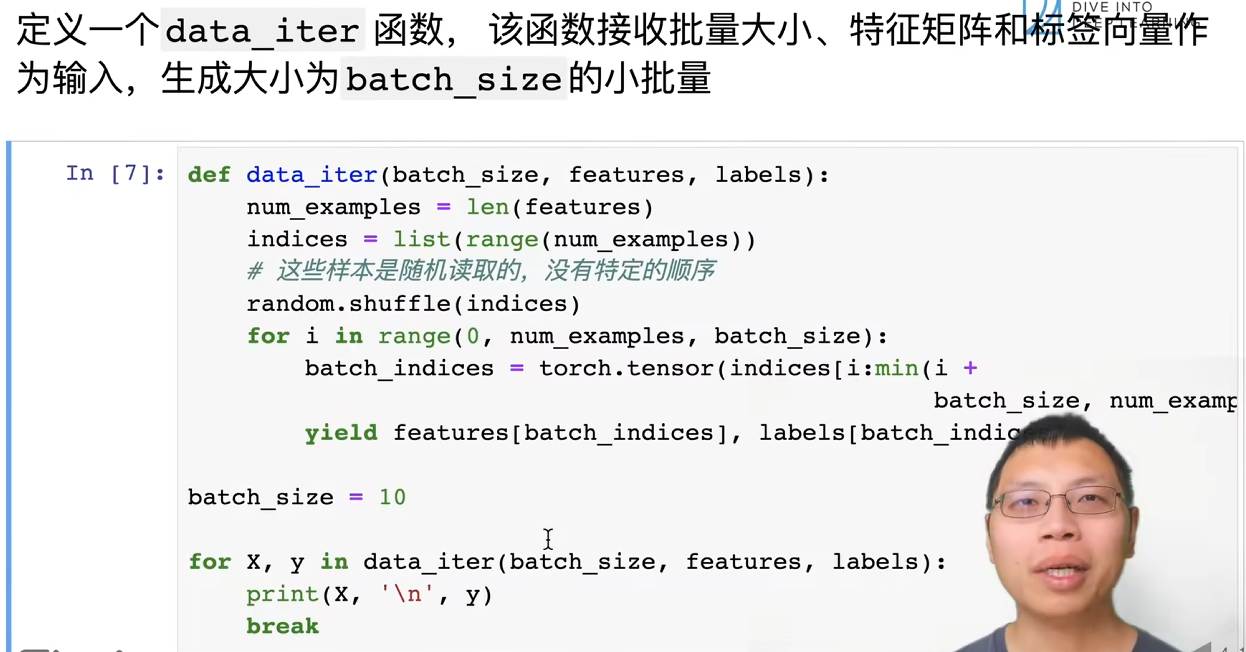 DIVE INTO
定义一个data_iter 函数， 该函数接收批量大小、特征矩阵和标签向量作
为输入，生成大小为batch_size的小批量
In [7]: def data_iter(batch_size, features, labels):
num_examples = len(features)
indices = list(range(num_examples))
# 这些样本是随机读取的，没有特定的顺序
random.shuffle(indices)
for i in range(0, num_examples, batch_size):
batch_indices = torch.tensor(indices[i:min(i +
batch_size, num_examp
yield features[batch_indices], labels[batch_indic
batch_size = 10
for X, y in data_iter(batch_size, features, labels):
print(X, '\n', y)
break